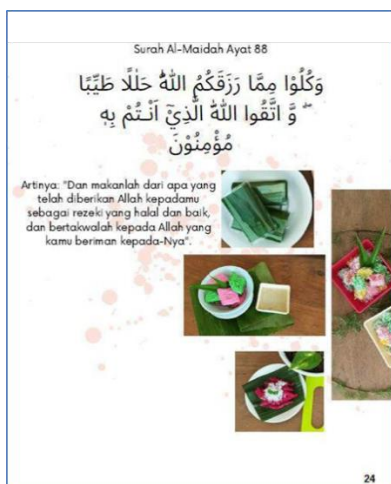 Surah Al-Maidah Ayat 88
وَكُلُوْا مِمَّا رَزَقَكُمُ اللّٰهُ حَلٰلًا طَيِّبًا
ۖ وَّ اتَّقُوا اللّٰهَ الَّذِيْٓ اَنْـتُمْ بِهٖ
مُؤْمِنُوْنَ
Artinya: "Dan makanlah dari apa yang
telah diberikan Allah kepadamu
sebagai rezeki yang halal dan baik,
dan bertakwalah kepada Allah yang
kamu beriman kepada-Nya".
24